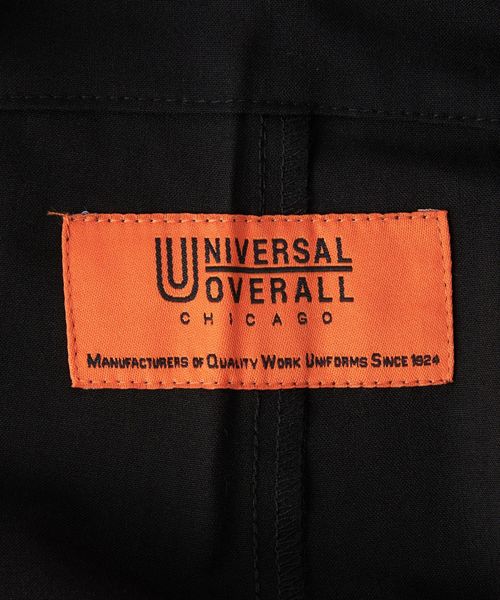 UNIVERSAL
OVERALL
CHICAGO
MANUFACTURERS OF QUALITY WORK UNIFORMS SINCE 1924